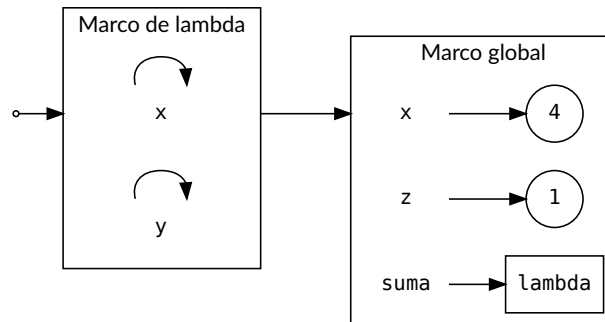 Marco de lambda
x
y
Marco global
x 4
z 1
suma lambda